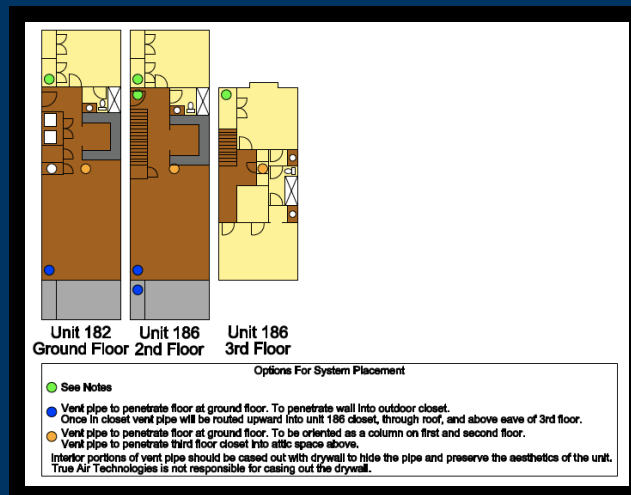 Unit 182 Unit 186 Unit 186
Ground Floor 2nd Floor 3rd Floor
Options For System Placement
See Notes
Vent pipe to penetrate floor at ground floor. To penetrate wall into outdoor closet.
Once in closet vent pipe will be routed upward into unit 186 closet, through roof, and above eave of 3rd floor.
Vent pipe to penetrate floor at ground floor. To be oriented as a column on first and second floor.
Vent pipe to penetrate third floor closet into attic space above.
Interior portions of vent pipe should be cased out with drywall to hide the pipe and preserve the aesthetics of the unit.
True Air Technologies is not responsible for casing out the drywall.